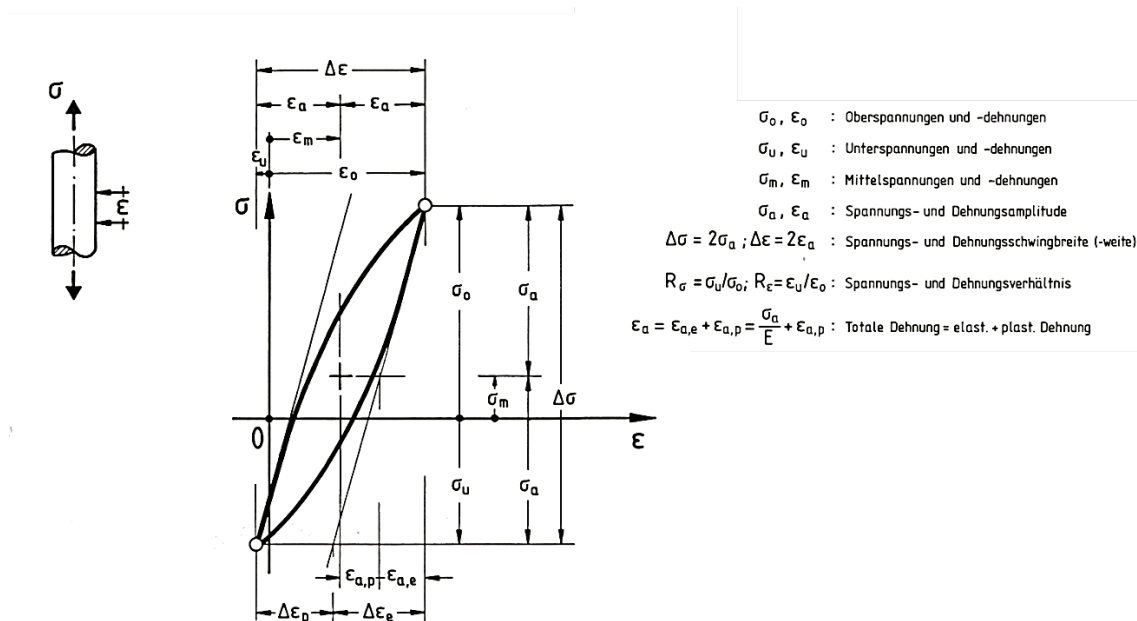 Δε
σ
εa εa
εm
εu
εo
ε
σ
σo σa
σm Δσ
0 ε
σu σa
εa,p εa,e
Δεp Δεe
σo, εo : Oberspannungen und -dehnungen
σu, εu : Unterspannungen und -dehnungen
σm, εm : Mittelspannungen und -dehnungen
σa, εa : Spannungs- und Dehnungsamplitude
Δσ = 2σa ; Δε = 2εa : Spannungs- und Dehnungsschwingbreite (-weite)
Rσ = σu/σo; Rε = εu/εo : Spannungs- und Dehnungsverhältnis
εa = εa,e + εa,p = σa/E + εa,p : Totale Dehnung = elast. + plast. Dehnung